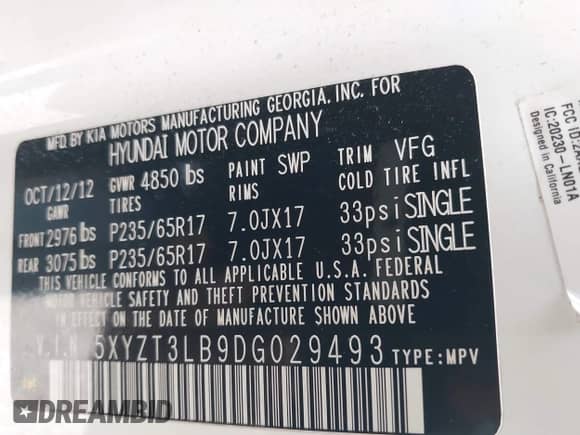 MFD. BY KIA MOTORS MANUFACTURING GEORGIA, INC. FOR
HYUNDAI MOTOR COMPANY
OCT/12/12 GVWR 4850 lbs PAINT SWP TRIM VFG
GAWR TIRES RIMS COLD TIRE INFL
FRONT 2976 lbs P235/65R17 7.0JX17 33psi SINGLE
REAR 3075 lbs P235/65R17 7.0JX17 33psi SINGLE
THIS VEHICLE CONFORMS TO ALL APPLICABLE U.S.A. FEDERAL
MOTOR VEHICLE SAFETY AND THEFT PREVENTION STANDARDS
IN EFFECT ON THE DATE OF MANUFACTURE SHOWN ABOVE.
V.I.N 5XYZT3LB9DG029493 TYPE: MPV
FCC ID:
IC:20230-LN01A
Designed in California
DREAMBID